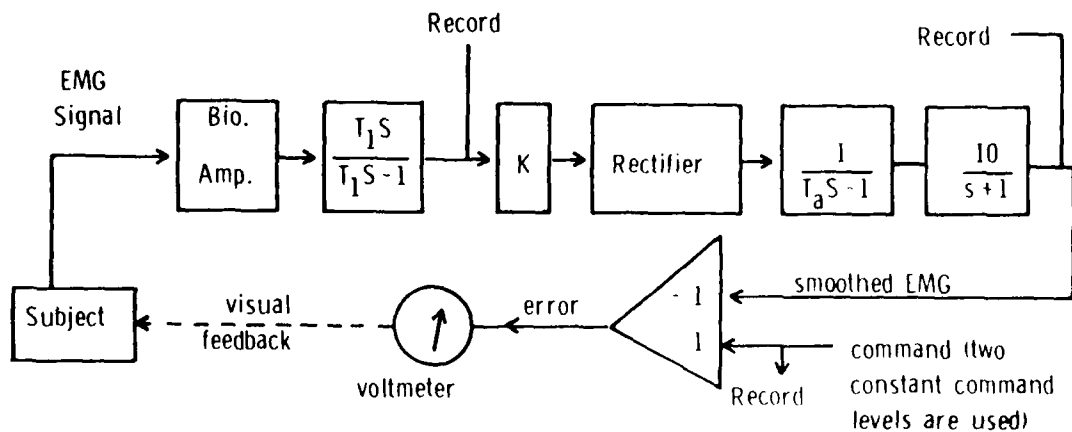 Record
Record
EMG
Signal
Bio.
Amp.
T₁S
T₁S - 1
K
Rectifier
1
TₐS - 1
10
s + 1
- 1
smoothed EMG
Subject
visual
feedback
error
1
voltmeter
Record
command (two
constant command
levels are used)